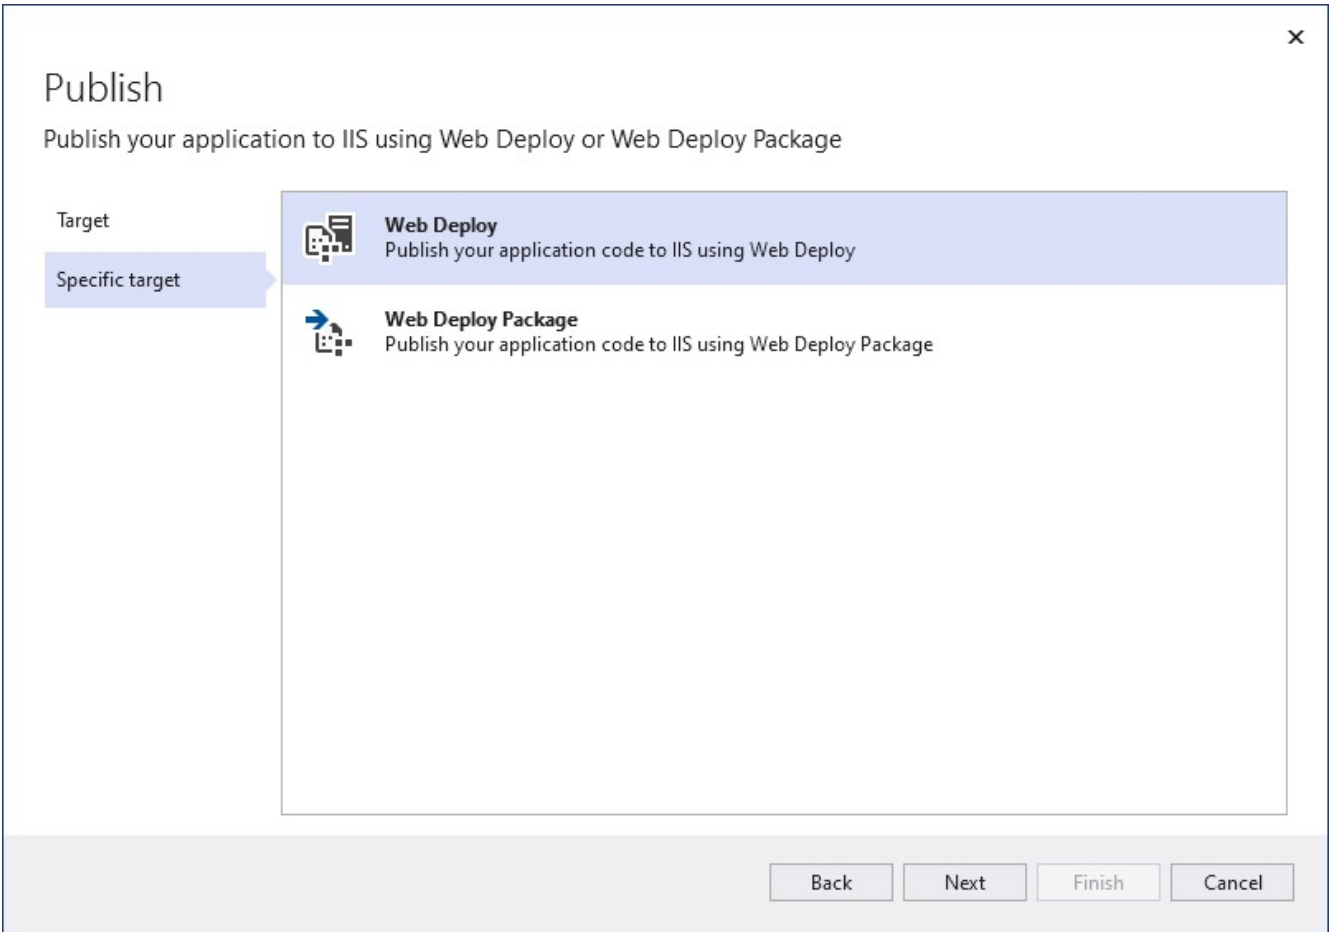 Publish
Publish your application to IIS using Web Deploy or Web Deploy Package
Target
Specific target
Web Deploy
Publish your application code to IIS using Web Deploy
Web Deploy Package
Publish your application code to IIS using Web Deploy Package
Back
Next
Finish
Cancel